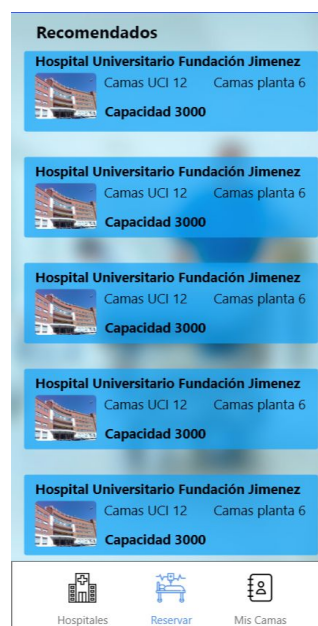 Recomendados
Hospital Universitario Fundación Jimenez
Camas UCI 12 Camas planta 6
Capacidad 3000
Hospital Universitario Fundación Jimenez
Camas UCI 12 Camas planta 6
Capacidad 3000
Hospital Universitario Fundación Jimenez
Camas UCI 12 Camas planta 6
Capacidad 3000
Hospital Universitario Fundación Jimenez
Camas UCI 12 Camas planta 6
Capacidad 3000
Hospital Universitario Fundación Jimenez
Camas UCI 12 Camas planta 6
Capacidad 3000
Hospitales Reservar Mis Camas